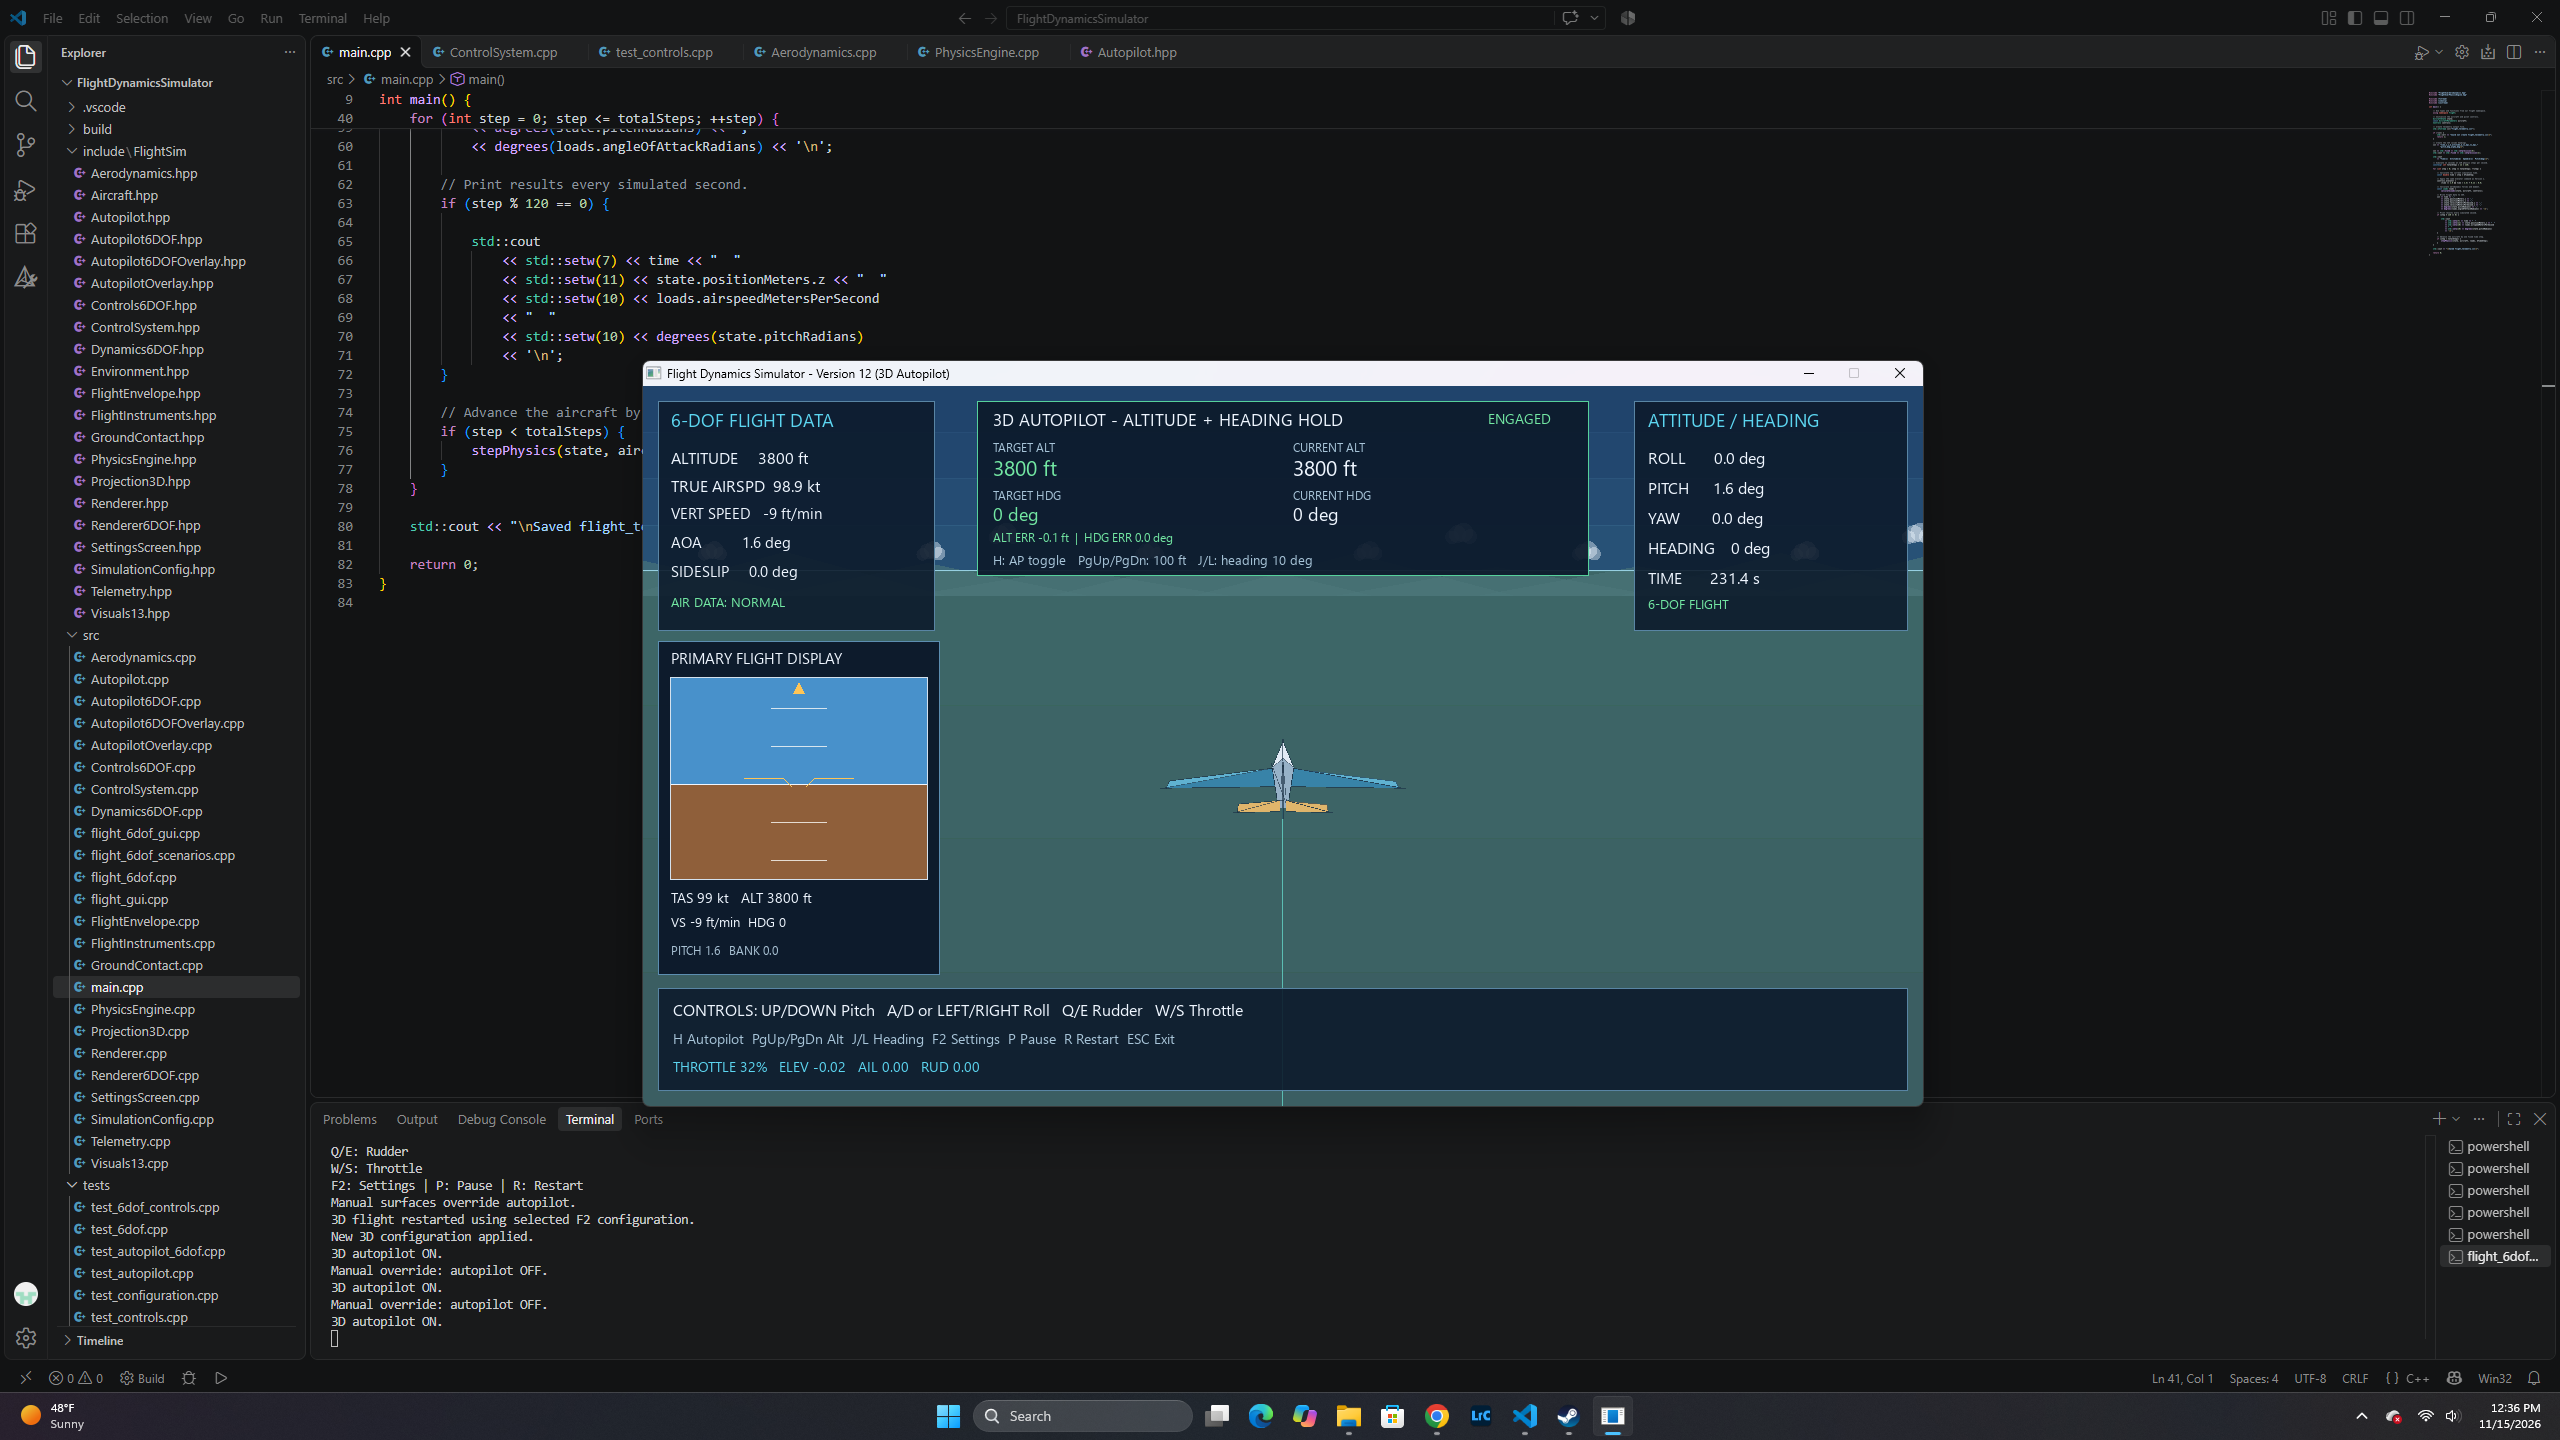 File Edit Selection View Go Run Terminal Help
FlightDynamicsSimulator
Explorer
FlightDynamicsSimulator
.vscode
build
include\FlightSim
Aerodynamics.hpp
Aircraft.hpp
Autopilot.hpp
Autopilot6DOF.hpp
Autopilot6DOFOverlay.hpp
AutopilotOverlay.hpp
Controls6DOF.hpp
ControlSystem.hpp
Dynamics6DOF.hpp
Environment.hpp
FlightEnvelope.hpp
FlightInstruments.hpp
GroundContact.hpp
PhysicsEngine.hpp
Projection3D.hpp
Renderer.hpp
Renderer6DOF.hpp
SettingsScreen.hpp
SimulationConfig.hpp
Telemetry.hpp
Visuals13.hpp
src
Aerodynamics.cpp
Autopilot.cpp
Autopilot6DOF.cpp
Autopilot6DOFOverlay.cpp
AutopilotOverlay.cpp
Controls6DOF.cpp
ControlSystem.cpp
Dynamics6DOF.cpp
flight_6dof_gui.cpp
flight_6dof_scenarios.cpp
flight_6dof.cpp
flight_gui.cpp
FlightEnvelope.cpp
FlightInstruments.cpp
GroundContact.cpp
main.cpp
PhysicsEngine.cpp
Projection3D.cpp
Renderer.cpp
Renderer6DOF.cpp
SettingsScreen.cpp
SimulationConfig.cpp
Telemetry.cpp
Visuals13.cpp
tests
test_6dof_controls.cpp
test_6dof.cpp
test_autopilot_6dof.cpp
test_autopilot.cpp
test_configuration.cpp
test_controls.cpp
Timeline
main.cpp ControlSystem.cpp test_controls.cpp Aerodynamics.cpp PhysicsEngine.cpp Autopilot.hpp
src > main.cpp > main()
9 int main() {
40 for (int step = 0; step <= totalSteps; ++step) {
60 << degrees(loads.angleOfAttackRadians) << '\n';
61
62 // Print results every simulated second.
63 if (step % 120 == 0) {
64
65 std::cout
66 << std::setw(7) << time << "  "
67 << std::setw(11) << state.positionMeters.z << "  "
68 << std::setw(10) << loads.airspeedMetersPerSecond
69 << "  "
70 << std::setw(10) << degrees(state.pitchRadians)
71 << '\n';
72 }
73
74 // Advance the aircraft by
75 if (step < totalSteps) {
76 stepPhysics(state, airc
77 }
78 }
79
80 std::cout << "\nSaved flight_te
81
82 return 0;
83 }
84
Flight Dynamics Simulator - Version 12 (3D Autopilot)
6-DOF FLIGHT DATA
ALTITUDE 3800 ft
TRUE AIRSPD 98.9 kt
VERT SPEED -9 ft/min
AOA 1.6 deg
SIDESLIP 0.0 deg
AIR DATA: NORMAL
3D AUTOPILOT - ALTITUDE + HEADING HOLD ENGAGED
TARGET ALT CURRENT ALT
3800 ft 3800 ft
TARGET HDG CURRENT HDG
0 deg 0 deg
ALT ERR -0.1 ft | HDG ERR 0.0 deg
H: AP toggle PgUp/PgDn: 100 ft J/L: heading 10 deg
ATTITUDE / HEADING
ROLL 0.0 deg
PITCH 1.6 deg
YAW 0.0 deg
HEADING 0 deg
TIME 231.4 s
6-DOF FLIGHT
PRIMARY FLIGHT DISPLAY
TAS 99 kt ALT 3800 ft
VS -9 ft/min HDG 0
PITCH 1.6 BANK 0.0
CONTROLS: UP/DOWN Pitch A/D or LEFT/RIGHT Roll Q/E Rudder W/S Throttle
H Autopilot PgUp/PgDn Alt J/L Heading F2 Settings P Pause R Restart ESC Exit
THROTTLE 32% ELEV -0.02 AIL 0.00 RUD 0.00
Problems Output Debug Console Terminal Ports
Q/E: Rudder
W/S: Throttle
F2: Settings | P: Pause | R: Restart
Manual surfaces override autopilot.
3D flight restarted using selected F2 configuration.
New 3D configuration applied.
3D autopilot ON.
Manual override: autopilot OFF.
3D autopilot ON.
Manual override: autopilot OFF.
3D autopilot ON.
powershell
powershell
powershell
powershell
powershell
flight_6dof...
0 0 Build
Ln 41, Col 1 Spaces: 4 UTF-8 CRLF {} C++ Win32
48°F
Sunny
Search
LrC
12:36 PM
11/15/2026